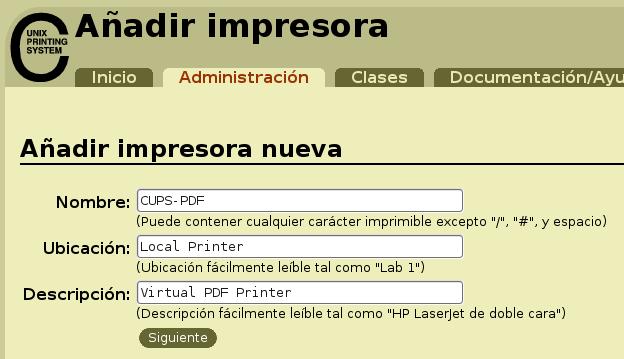 Añadir impresora
UNIX
PRINTING
SYSTEM
Inicio Administración Clases Documentación/Ayu
Añadir impresora nueva
Nombre: CUPS-PDF
(Puede contener cualquier carácter imprimible excepto "/", "#", y espacio)
Ubicación: Local Printer
(Ubicación fácilmente leíble tal como "Lab 1")
Descripción: Virtual PDF Printer
(Descripción fácilmente leíble tal como "HP LaserJet de doble cara")
Siguiente